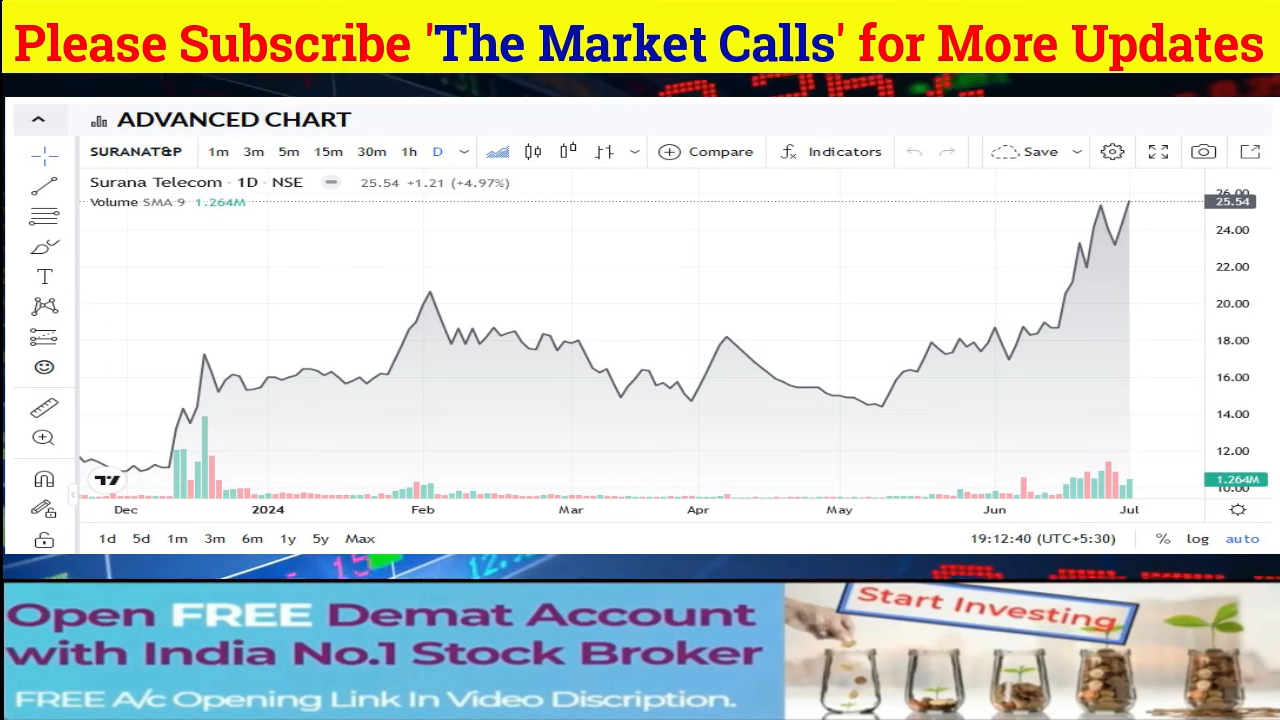 Please Subscribe 'The Market Calls' for More Updates
ADVANCED CHART
SURANAT&P 1m 3m 5m 15m 30m 1h D Compare Indicators Save
Surana Telecom · 1D · NSE 25.54 +1.21 (+4.97%)
Volume SMA 9 1.264M
26.00
25.54
24.00
22.00
20.00
18.00
16.00
14.00
12.00
1.264M
10.00
Dec 2024 Feb Mar Apr May Jun Jul
1d 5d 1m 3m 6m 1y 5y Max 19:12:40 (UTC+5:30) % log auto
Open FREE Demat Account
with India No.1 Stock Broker
FREE A/c Opening Link In Video Discription.
Start Investing